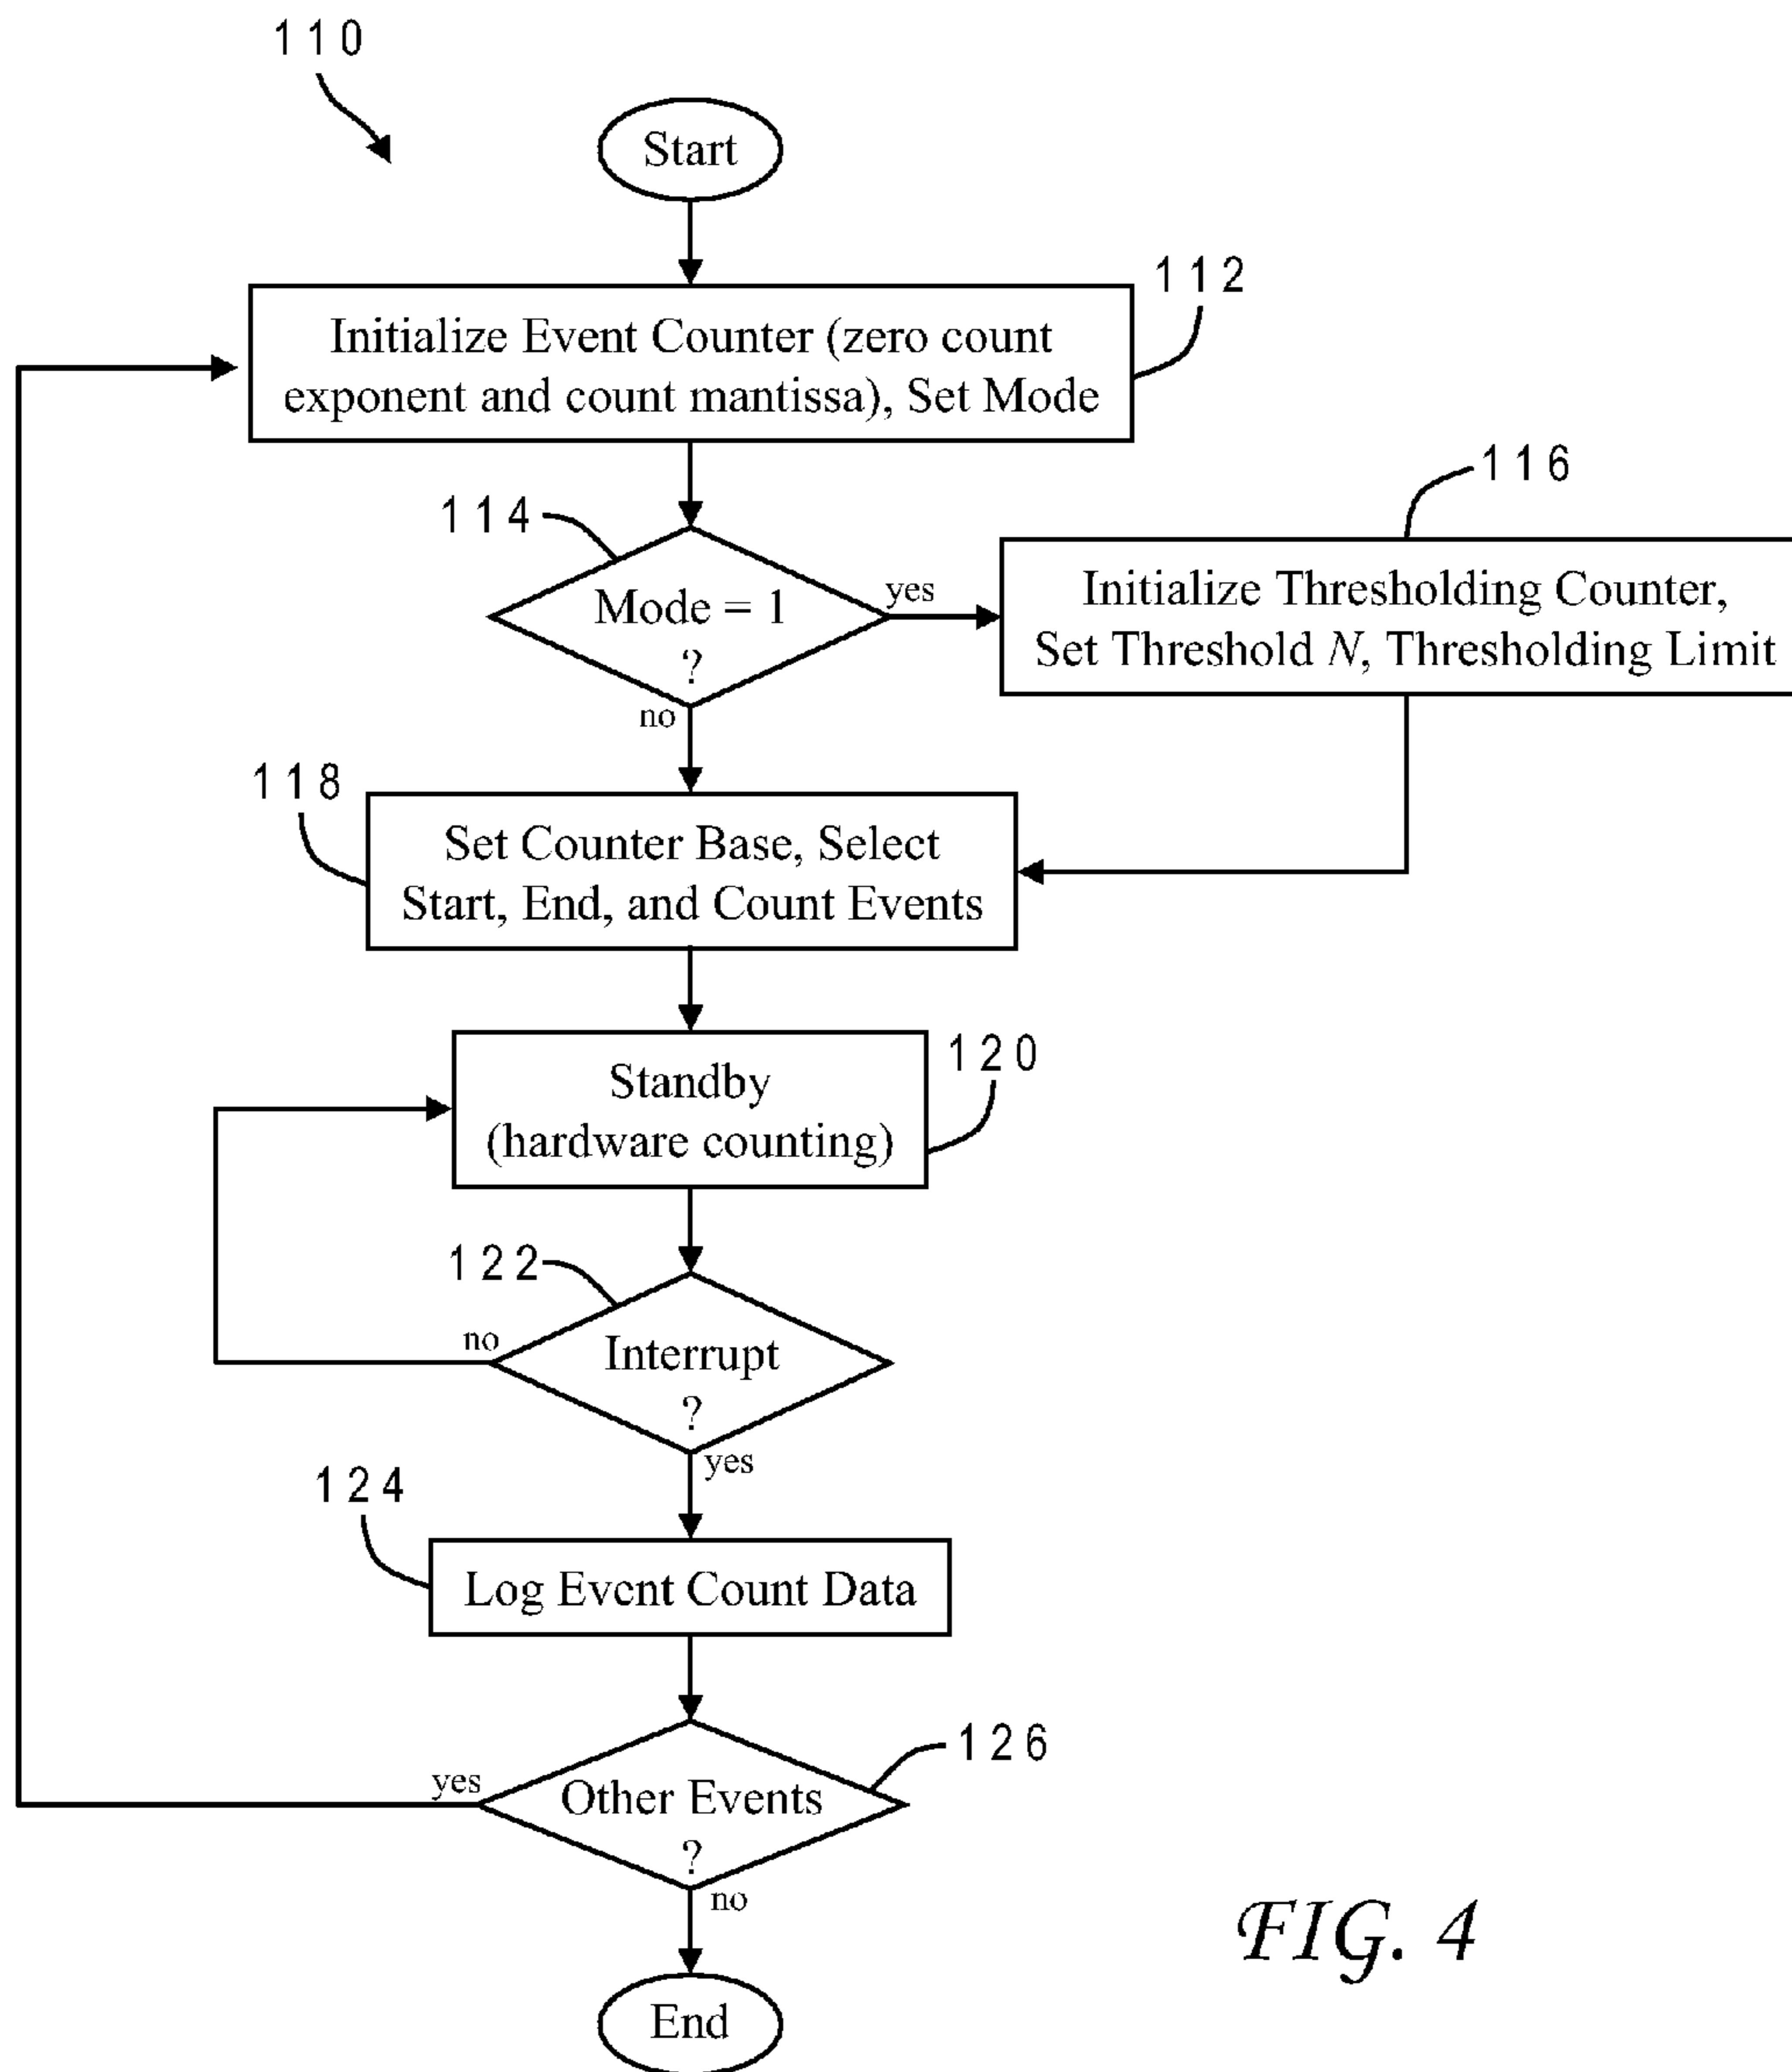 110
Start
112
Initialize Event Counter (zero count
exponent and count mantissa), Set Mode
114
Mode = 1
?
yes
no
116
Initialize Thresholding Counter,
Set Threshold N, Thresholding Limit
118
Set Counter Base, Select
Start, End, and Count Events
120
Standby
(hardware counting)
122
no
Interrupt
?
yes
124
Log Event Count Data
126
yes
Other Events
?
no
End
FIG. 4